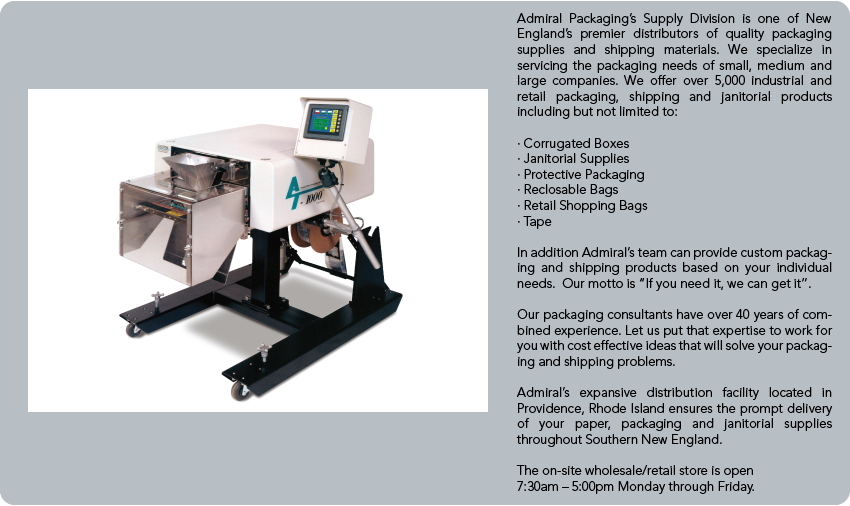 Admiral Packaging's Supply Division is one of New
England's premier distributors of quality packaging
supplies and shipping materials. We specialize in
servicing the packaging needs of small, medium and
large companies. We offer over 5,000 industrial and
retail packaging, shipping and janitorial products
including but not limited to:
· Corrugated Boxes
· Janitorial Supplies
· Protective Packaging
· Reclosable Bags
· Retail Shopping Bags
· Tape
In addition Admiral's team can provide custom packag-
ing and shipping products based on your individual
needs.  Our motto is "If you need it, we can get it".
Our packaging consultants have over 40 years of com-
bined experience. Let us put that expertise to work for
you with cost effective ideas that will solve your packag-
ing and shipping problems.
Admiral's expansive distribution facility located in
Providence, Rhode Island ensures the prompt delivery
of your paper, packaging and janitorial supplies
throughout Southern New England.
The on-site wholesale/retail store is open
7:30am – 5:00pm Monday through Friday.
AT
- 1000